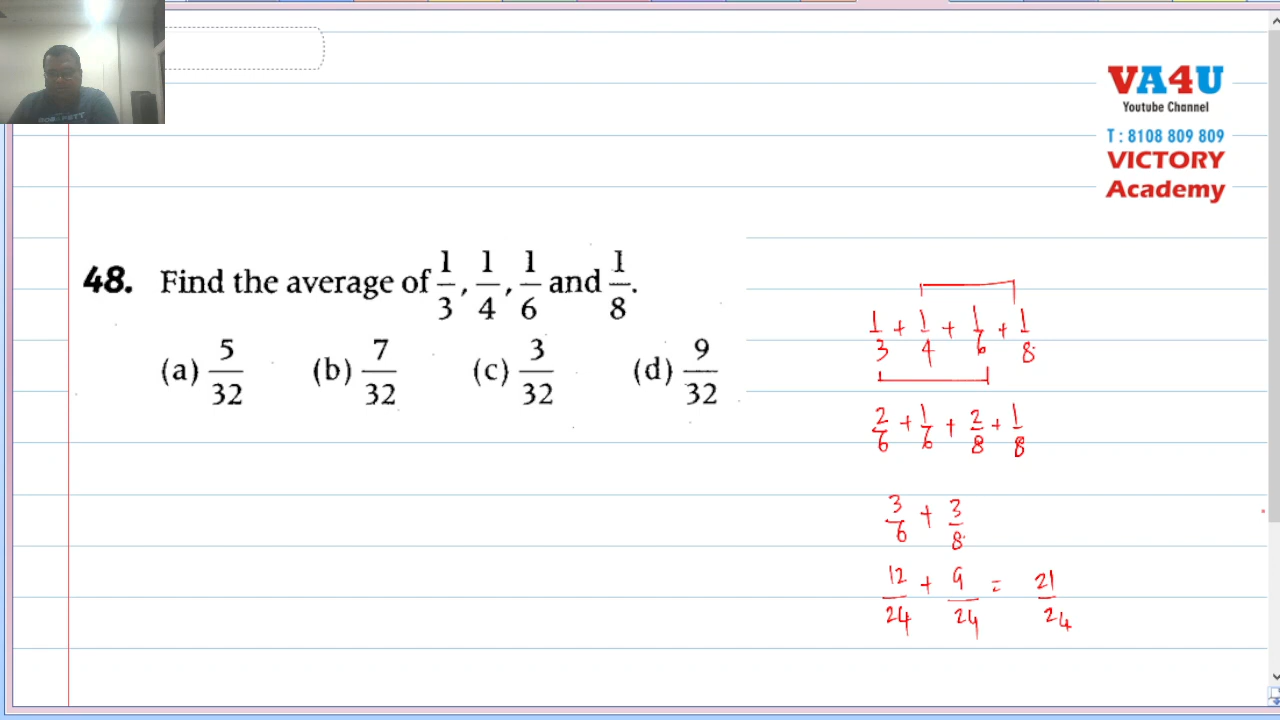 VA4U
Youtube Channel
T : 8108 809 809
VICTORY
Academy
48. Find the average of 1/3, 1/4, 1/6 and 1/8.
(a) 5/32 (b) 7/32 (c) 3/32 (d) 9/32
1/3 + 1/4 + 1/6 + 1/8
2/6 + 1/6 + 2/8 + 1/8
3/6 + 3/8
12/24 + 9/24 = 21/24